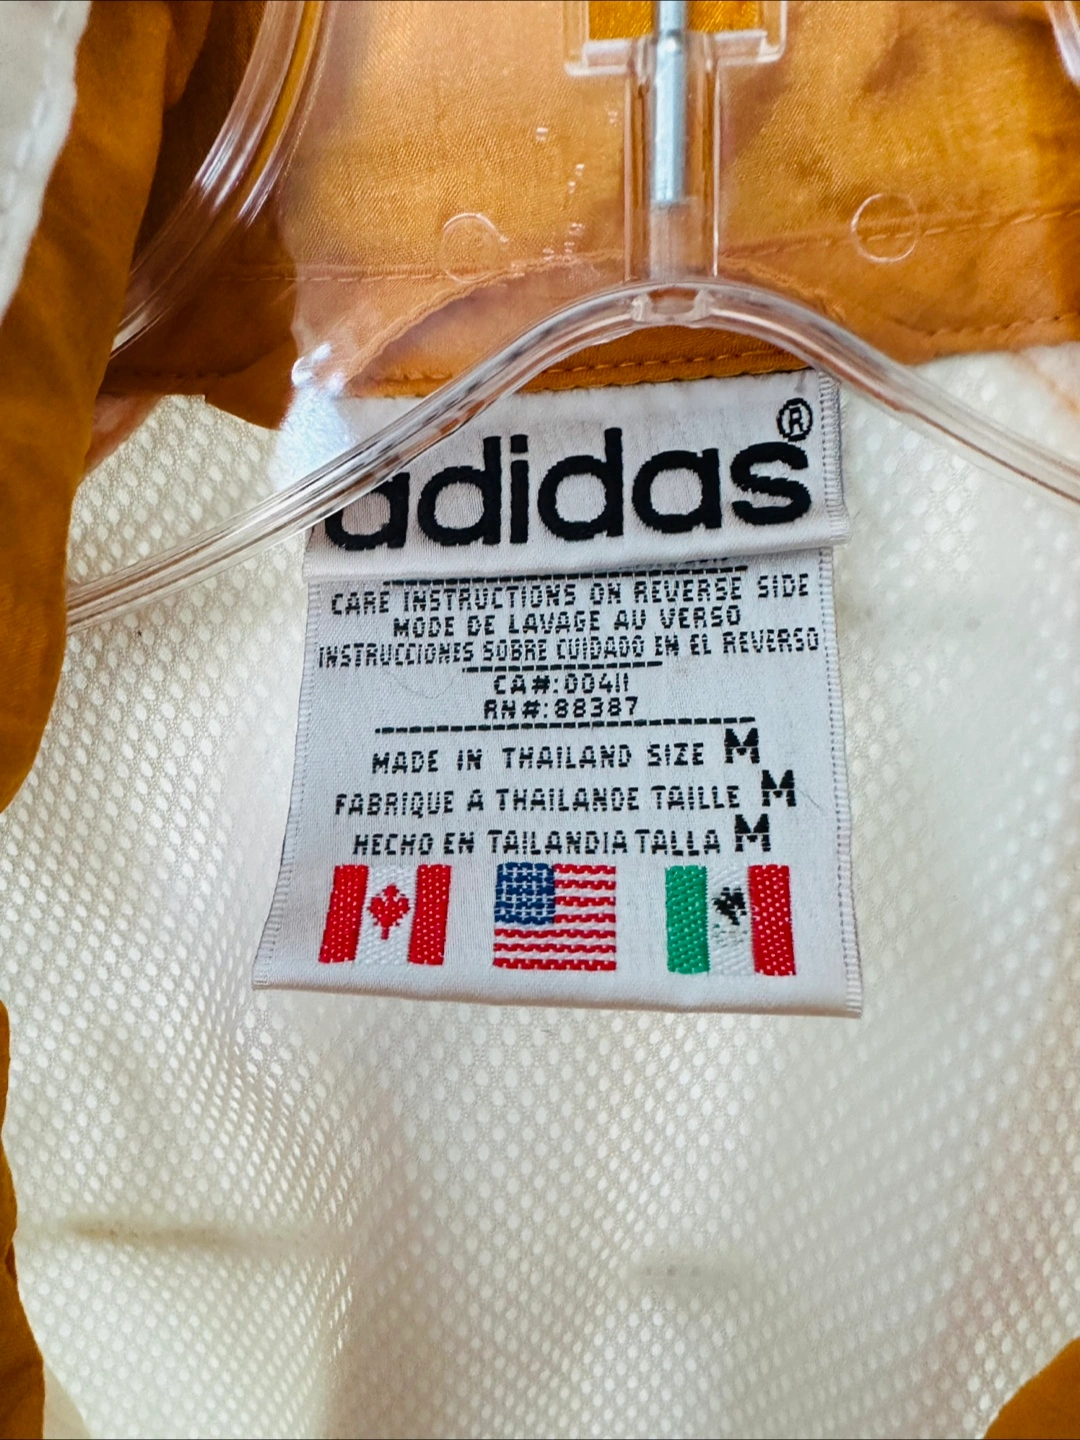 adidas®
CARE INSTRUCTIONS ON REVERSE SIDE
MODE DE LAVAGE AU VERSO
INSTRUCCIONES SOBRE CUIDADO EN EL REVERSO
CA#:00411
RN#:88387
MADE IN THAILAND SIZE M
FABRIQUE A THAILANDE TAILLE M
HECHO EN TAILANDIA TALLA M